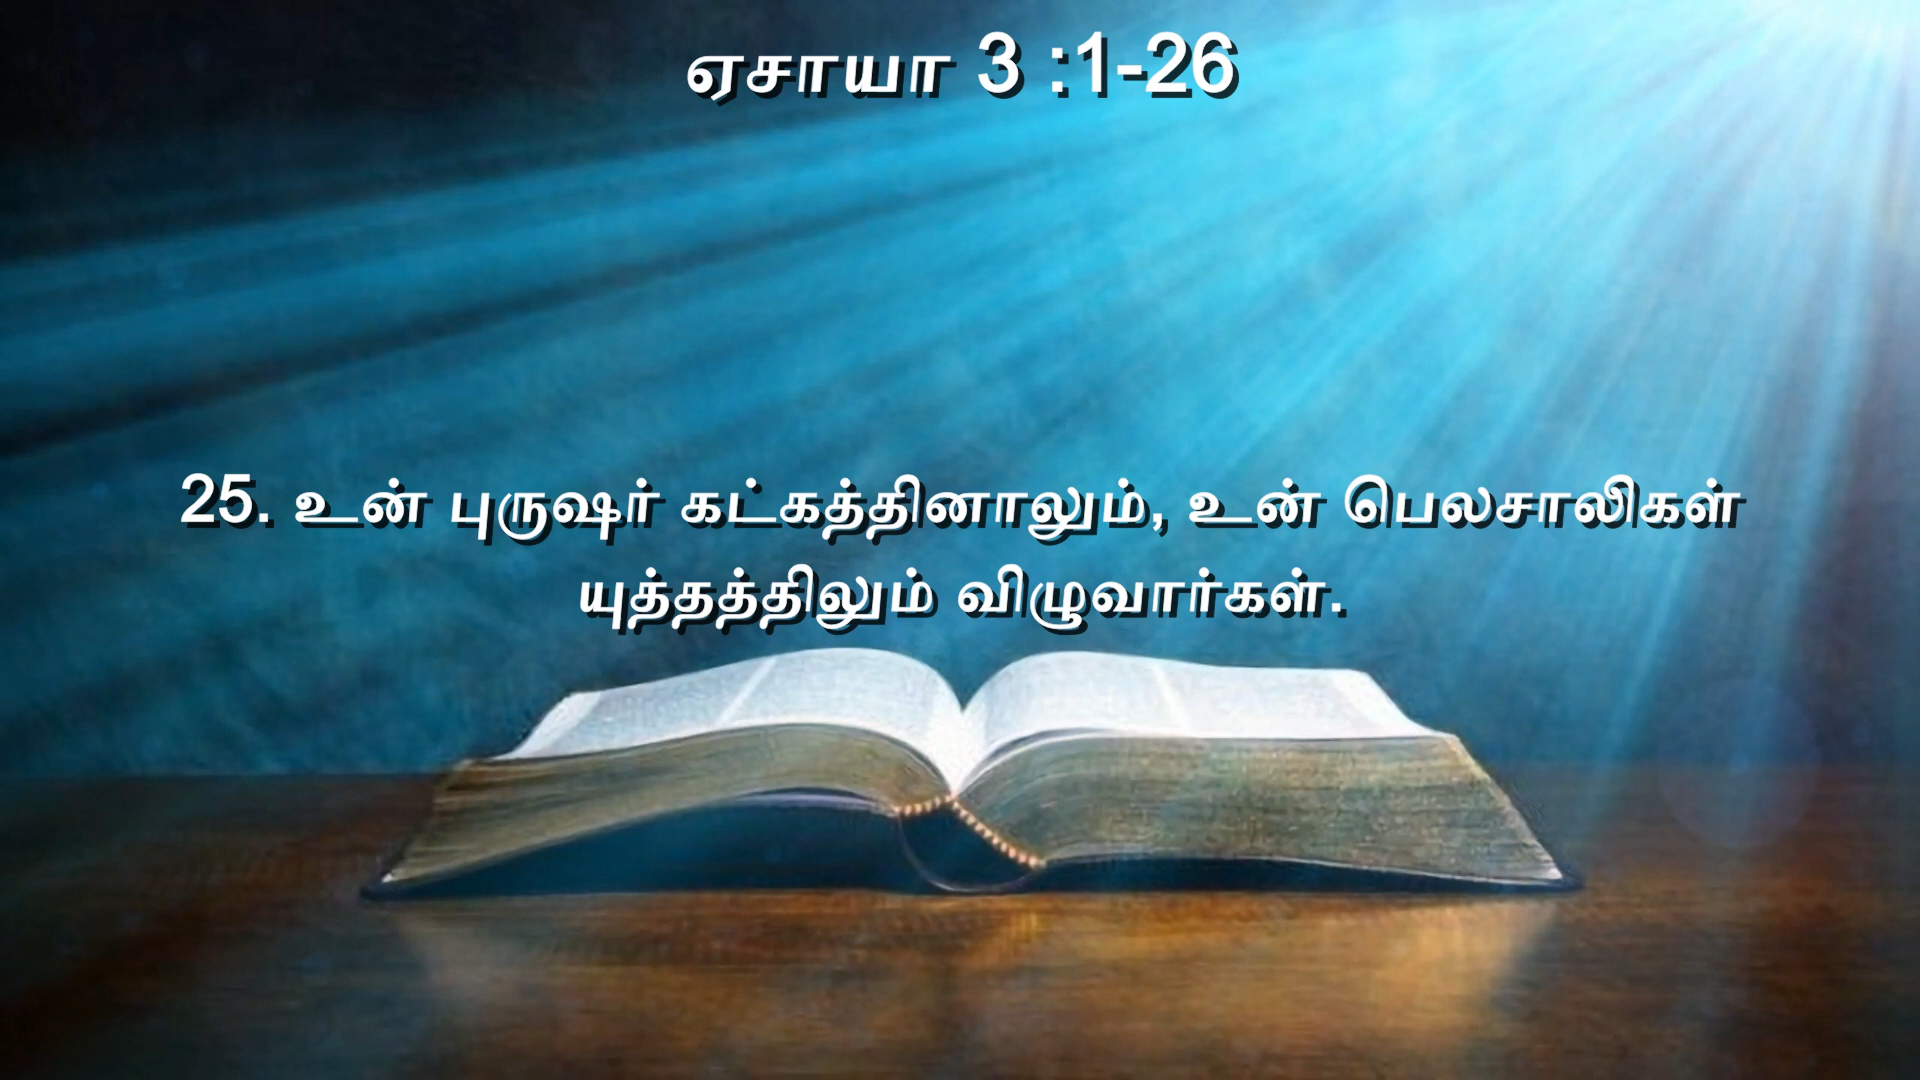 ஏசாயா 3 :1-26
25. உன் புருஷர் கட்கத்தினாலும், உன் பெலசாலிகள்
யுத்தத்திலும் விழுவார்கள்.